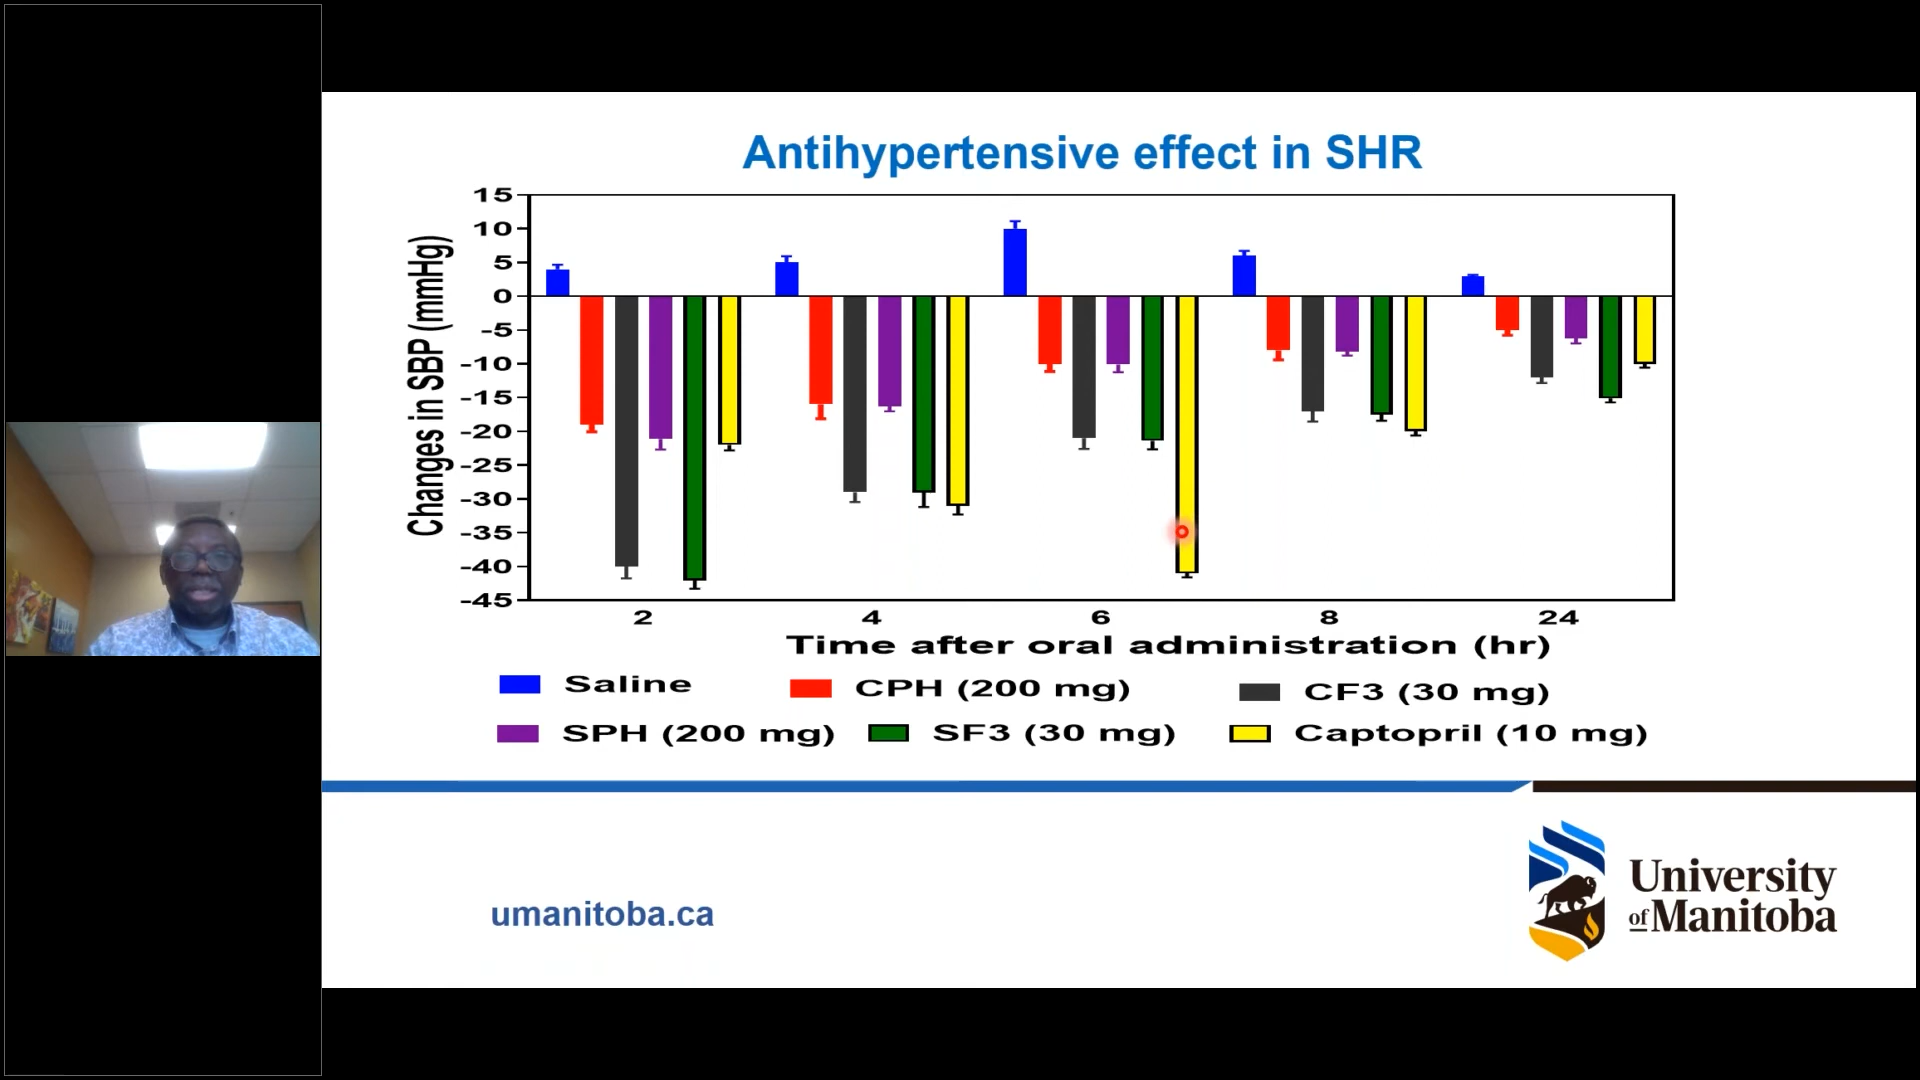 Antihypertensive effect in SHR
Changes in SBP (mmHg)
15
10
5
0
-5
-10
-15
-20
-25
-30
-35
-40
-45
2 4 6 8 24
Time after oral administration (hr)
Saline CPH (200 mg) CF3 (30 mg)
SPH (200 mg) SF3 (30 mg) Captopril (10 mg)
umanitoba.ca
University
of Manitoba